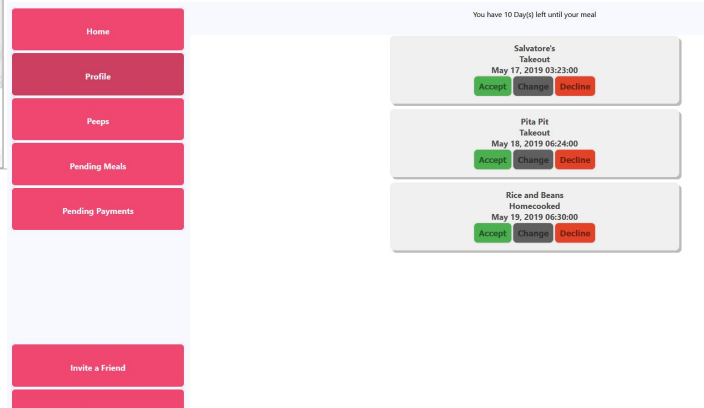 Home
Profile
Peeps
Pending Meals
Pending Payments
Invite a Friend
You have 10 Day(s) left until your meal
Salvatore's
Takeout
May 17, 2019 03:23:00
Accept Change Decline
Pita Pit
Takeout
May 18, 2019 06:24:00
Accept Change Decline
Rice and Beans
Homecooked
May 19, 2019 06:30:00
Accept Change Decline